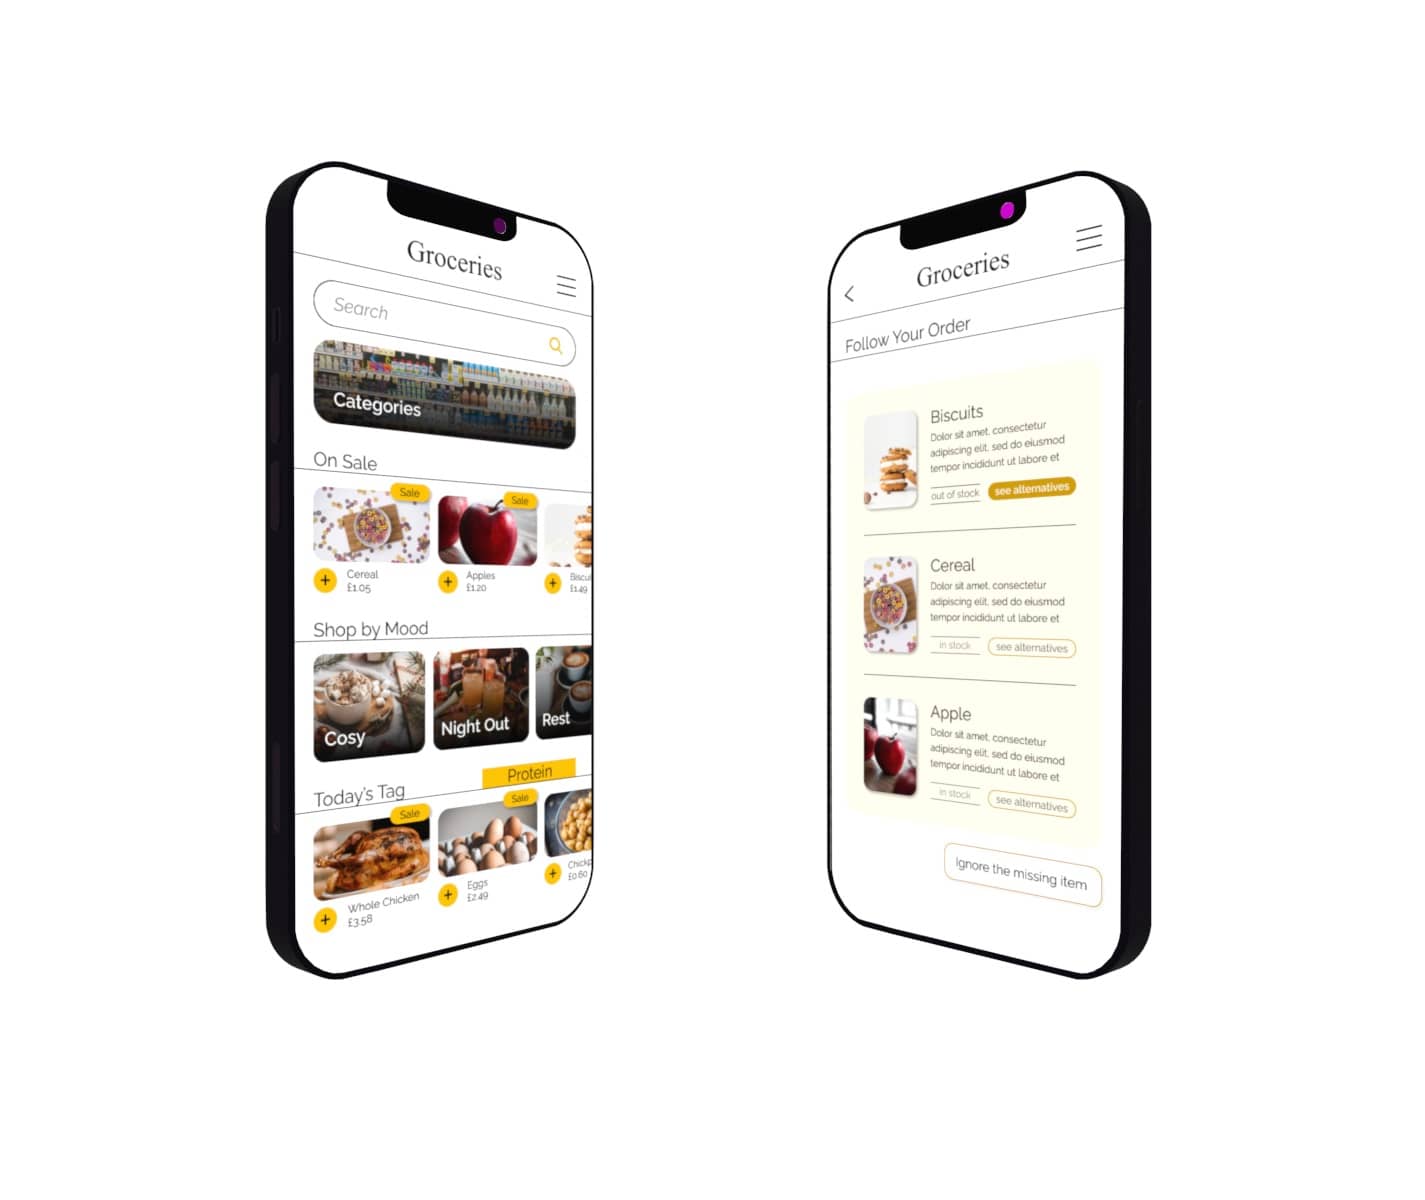 Groceries
Search
Categories
On Sale
Sale
Sale
Cereal
£1.05
Apples
£1.20
£1.49
Shop by Mood
Cosy
Night Out
Rest
Protein
Today's Tag
Sale
Sale
Whole Chicken
£3.58
Eggs
£2.49
£0.60
Groceries
Follow Your Order
Biscuits
Dolor sit amet, consectetur
adipiscing elit, sed do eiusmod
tempor incididunt ut labore et
out of stock
see alternatives
Cereal
Dolor sit amet, consectetur
adipiscing elit, sed do eiusmod
tempor incididunt ut labore et
in stock
see alternatives
Apple
Dolor sit amet, consectetur
adipiscing elit, sed do eiusmod
tempor incididunt ut labore et
in stock
see alternatives
Ignore the missing item